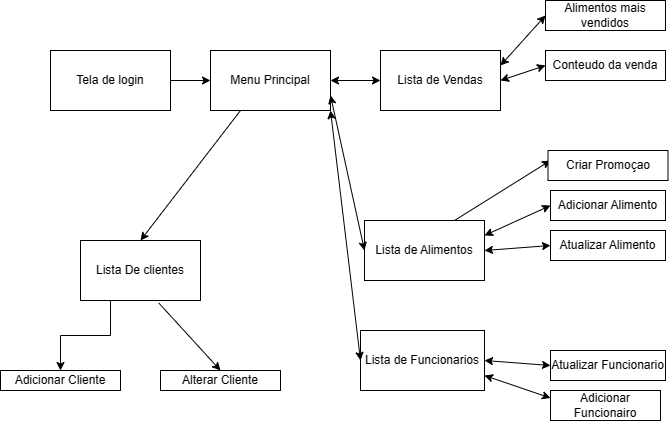 Alimentos mais
vendidos
Tela de login
Menu Principal
Lista de Vendas
Conteudo da venda
Criar Promoçao
Adicionar Alimento
Lista de Alimentos
Atualizar Alimento
Lista De clientes
Lista de Funcionarios
Atualizar Funcionario
Adicionar Cliente
Alterar Cliente
Adicionar
Funcionairo